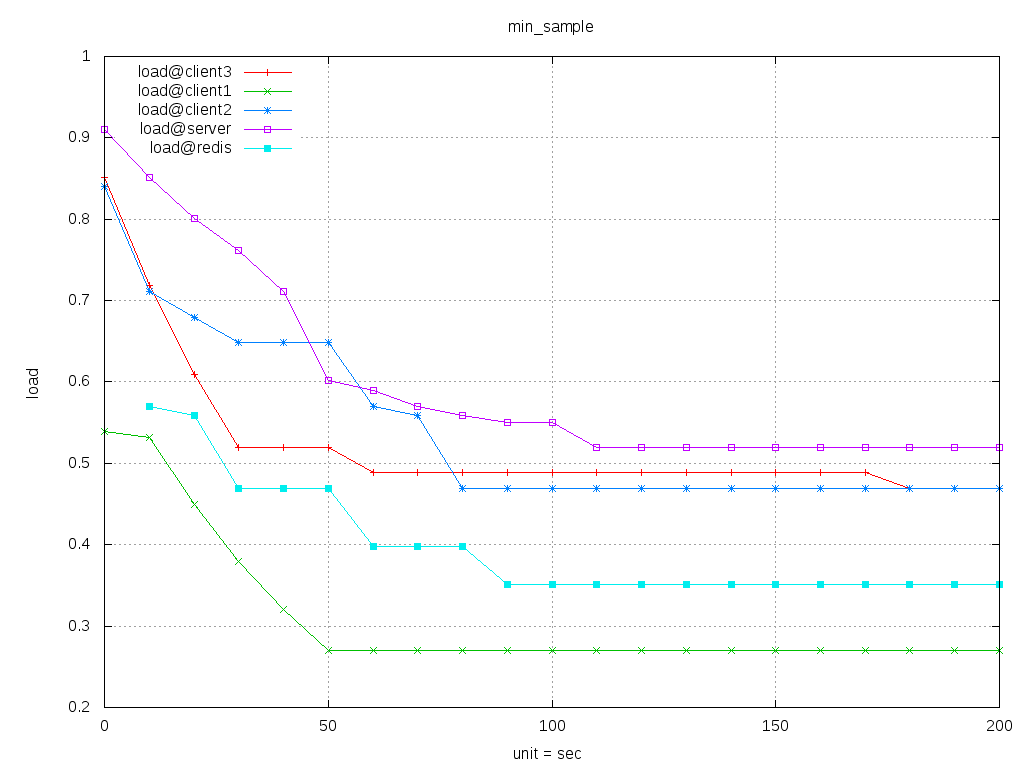 min_sample
1
load@client3
load@client1
load@client2
load@server
load@redis
0.9
0.8
0.7
0.6
0.5
0.4
0.3
0.2
load
0 50 100 150 200
unit = sec